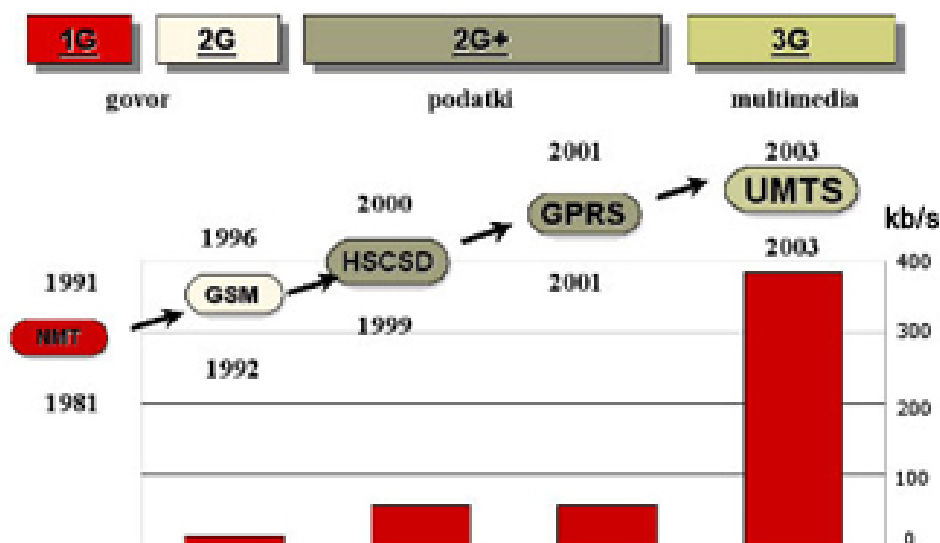 1G 2G 2G+ 3G
govor podatki multimedia
2001 2003
UMTS
2000 GPRS kb/s
1996 HSCSD 2003 400
1991 GSM 2001
NMT 1999 300
1992
1981 200
100
0